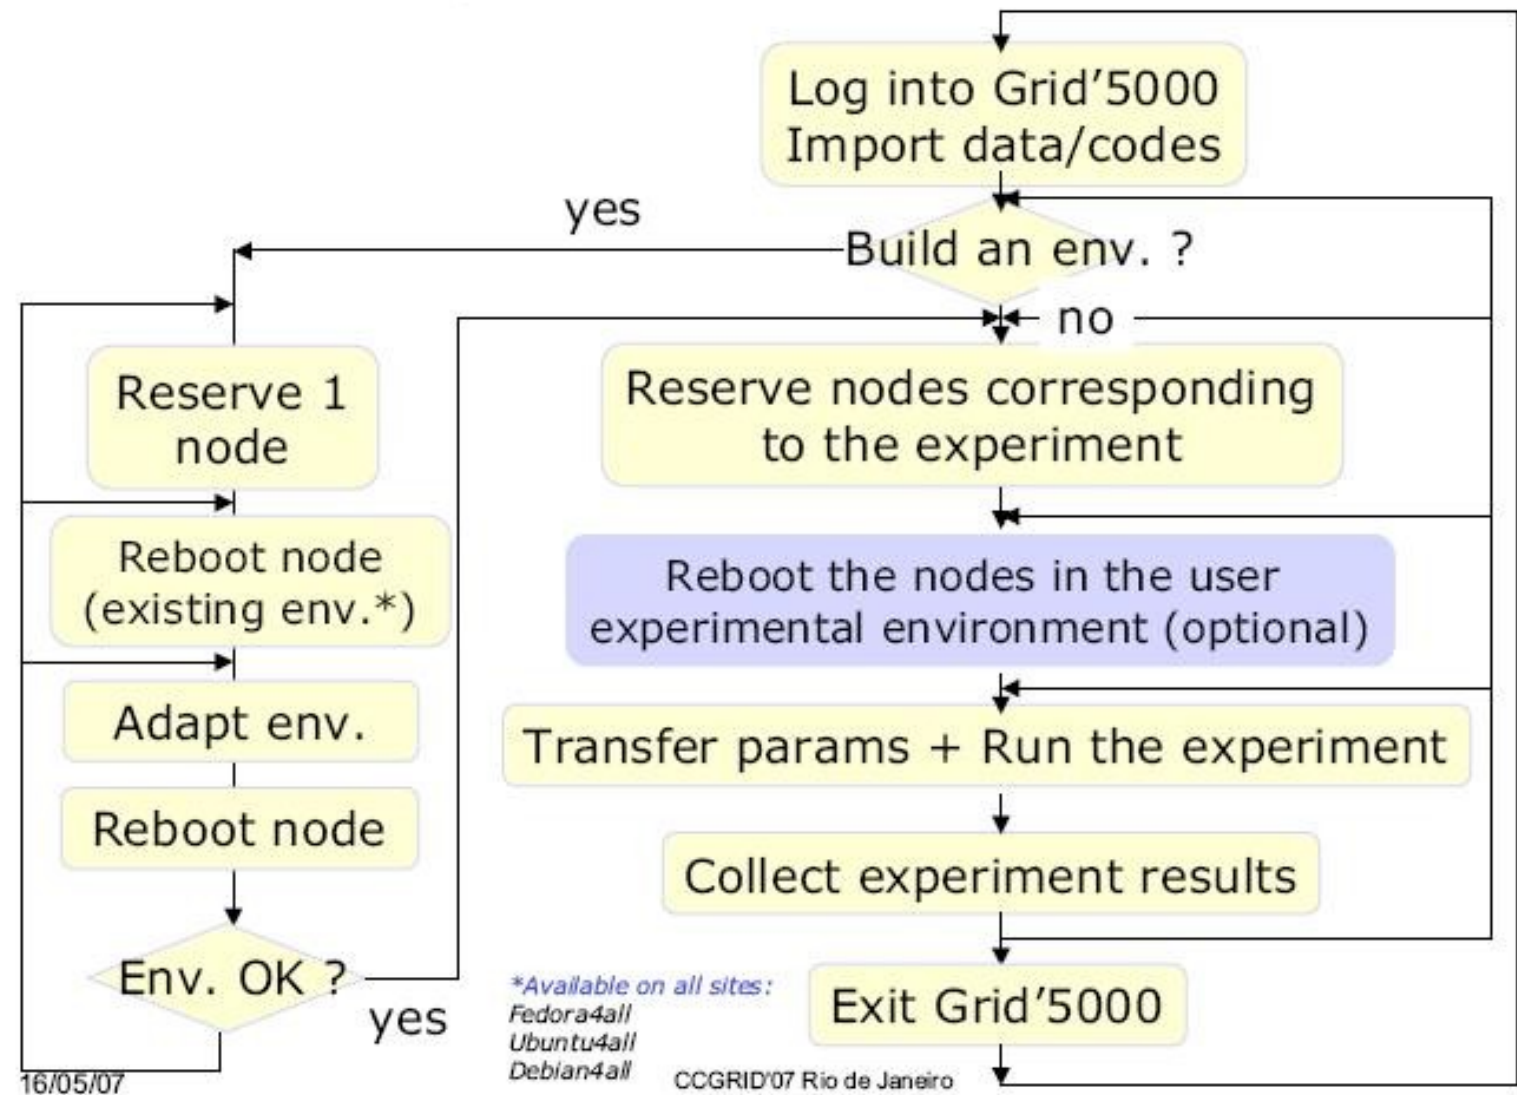 Log into Grid'5000
Import data/codes
yes
Build an env. ?
no
Reserve 1
node
Reserve nodes corresponding
to the experiment
Reboot node
(existing env.*)
Reboot the nodes in the user
experimental environment (optional)
Adapt env.
Transfer params + Run the experiment
Reboot node
Collect experiment results
Env. OK ?
yes
*Available on all sites:
Fedora4all
Ubuntu4all
Debian4all
Exit Grid'5000
16/05/07
CCGRID'07 Rio de Janeiro